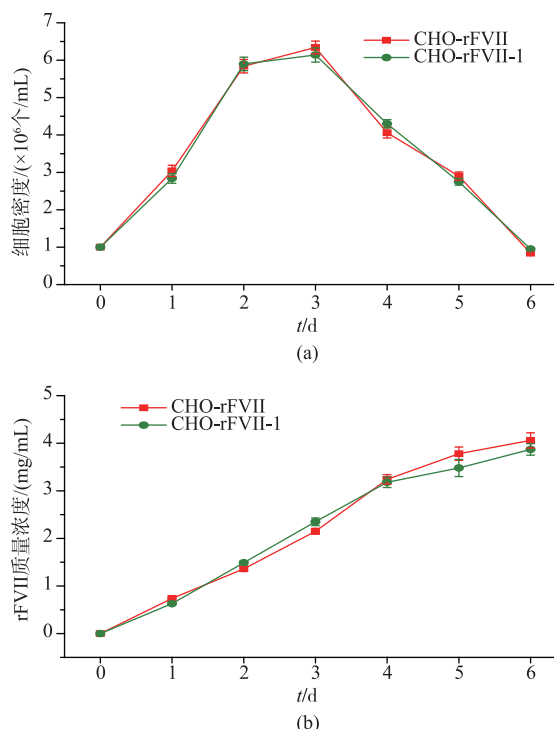 CHO-rFVII
CHO-rFVII-1
细胞密度/(×10⁶个/mL)
7
6
5
4
3
2
1
0
0 1 2 3 4 5 6
t/d
(a)
CHO-rFVII
CHO-rFVII-1
rFVII质量浓度/(mg/mL)
5
4
3
2
1
0
0 1 2 3 4 5 6
t/d
(b)